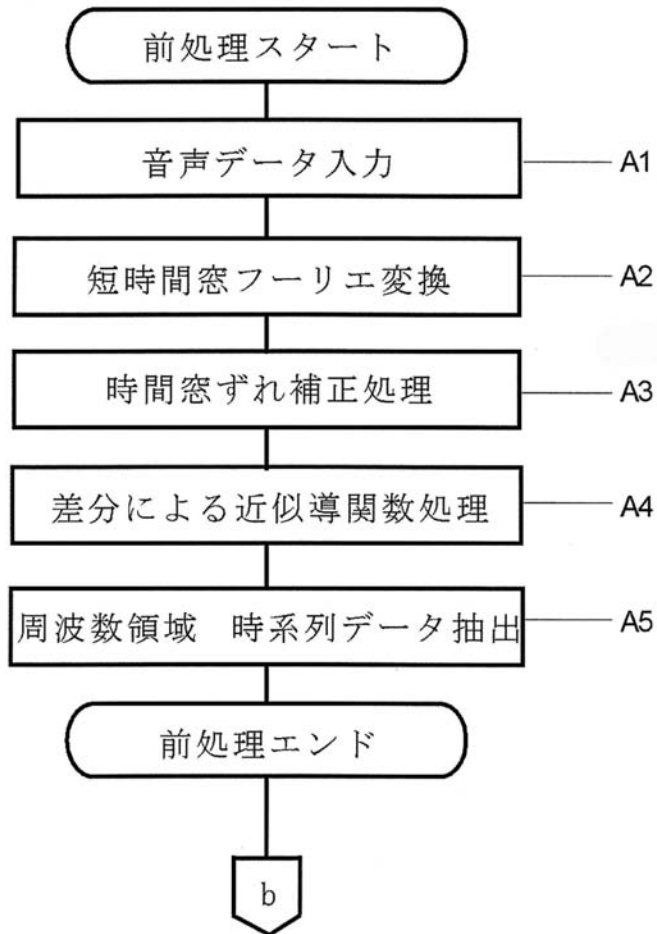 前処理スタート
音声データ入力
A1
短時間窓フーリエ変換
A2
時間窓ずれ補正処理
A3
差分による近似導関数処理
A4
周波数領域　時系列データ抽出
A5
前処理エンド
b